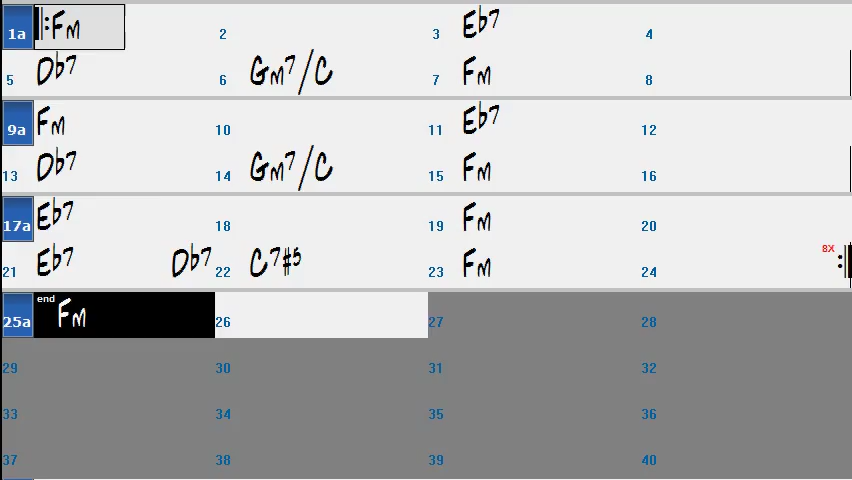 1a Fm 2 3 Eb7 4
5 Db7 6 Gm7/C 7 Fm 8
9a Fm 10 11 Eb7 12
13 Db7 14 Gm7/C 15 Fm 16
17a Eb7 18 19 Fm 20
21 Eb7 Db7 22 C7#5 23 Fm 24 8X
25a end Fm 26 27 28
29 30 31 32
33 34 35 36
37 38 39 40